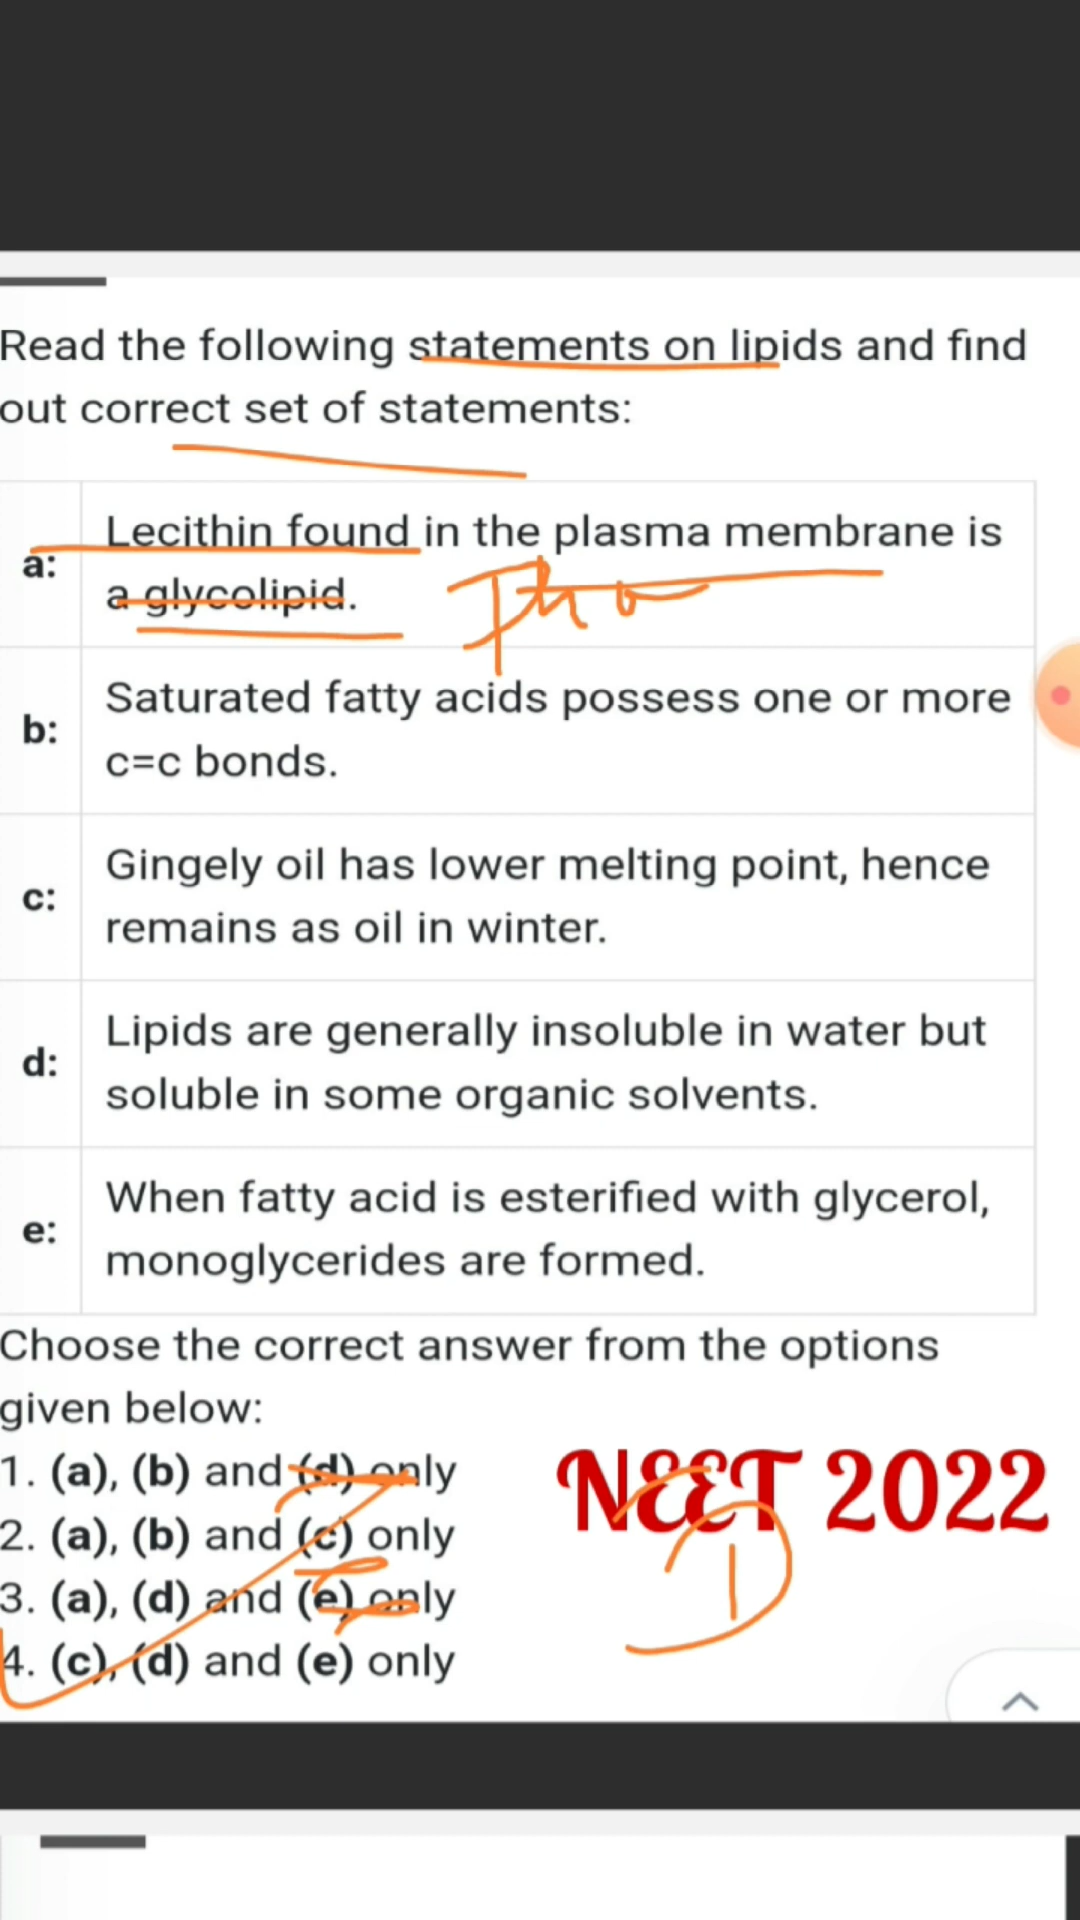 Read the following statements on lipids and find
out correct set of statements:
a: Lecithin found in the plasma membrane is
a glycolipid.
b: Saturated fatty acids possess one or more
c=c bonds.
c: Gingely oil has lower melting point, hence
remains as oil in winter.
d: Lipids are generally insoluble in water but
soluble in some organic solvents.
e: When fatty acid is esterified with glycerol,
monoglycerides are formed.
Choose the correct answer from the options
given below:
1. (a), (b) and (d) only
2. (a), (b) and (c) only
3. (a), (d) and (e) only
4. (c), (d) and (e) only
NEET 2022
D